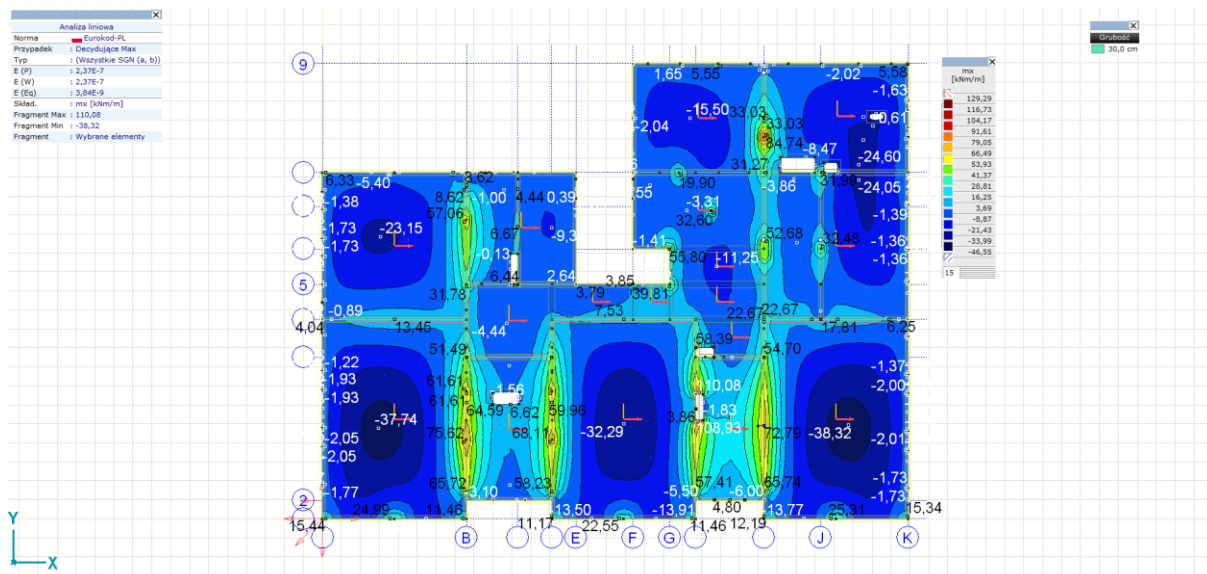 Analiza liniowa
Norma Eurokod-PL
Przypadek : Decydujące Max
Typ : (Wszystkie SGN (a, b))
E (P) : 2,37E-7
E (W) : 2,37E-7
E (Eq) : 3,84E-9
Skład. : mx [kNm/m]
Fragment Max : 110,08
Fragment Min : -38,32
Fragment : Wybrane elementy
Grubość
30,0 cm
mx
[kNm/m]
129,29
116,73
104,17
91,61
79,05
66,49
53,93
41,37
28,81
16,25
3,69
-8,87
-21,43
-33,99
-46,55
15
9
1,65 5,55 -2,02 5,58
-1,63
-15,50 33,03 0,61
-2,04 33,03
84,74 -8,47
31,27 -24,60
6,33 -5,40 3,62 19,90 -3,86 31,99 -24,05
-1,38 8,62 -1,00 4,44 0,39 -3,31
57,06 32,60 -1,39
-1,73 -23,15 6,67 -9,3 52,68 32,48 -1,36
-1,73 -0,13 -1,41 55,80 -11,25 -1,36
5 6,44 2,64 3,85
31,78 3,79 39,81
-0,89 7,53 22,67 22,67
4,04 13,45 -4,44 17,81 6,25
51,49 58,39 54,70
-1,22 -1,37
-1,93 61,61 -1,56 110,08 -2,00
-1,93 61,6 64,59 6,62 59,96 3,86 -1,83
-37,74 75,62 68,11 -32,29 108,93 72,79 -38,32 -2,01
-2,05
-2,05
65,72 58,23 57,41 65,74 -1,73
2 -1,77 -3,10 -5,50 -6,00 -1,73
24,99 11,46 13,50 -13,91 4,80 13,77 25,31 15,34
15,44 11,17 22,55 11,46 12,19
B E F G J K
Y
X